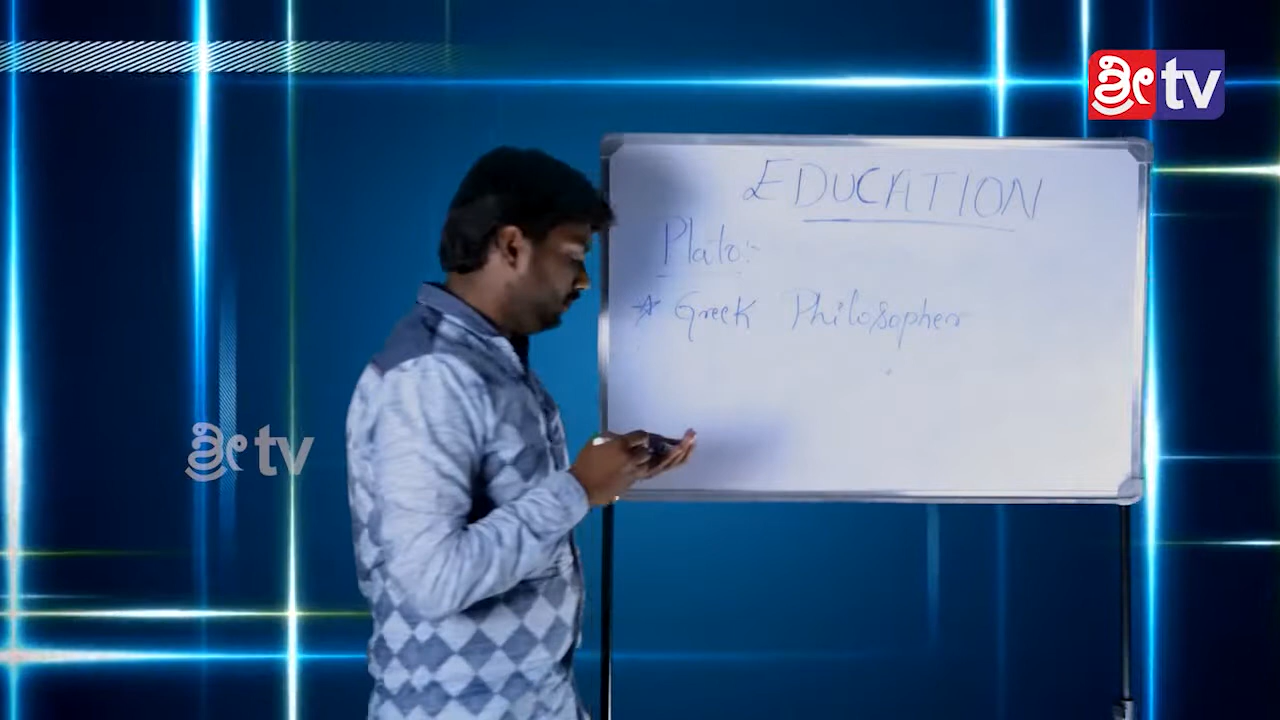 శ్రీ tv
EDUCATION
Plato:-
* Greek Philosopher
శ్రీ tv